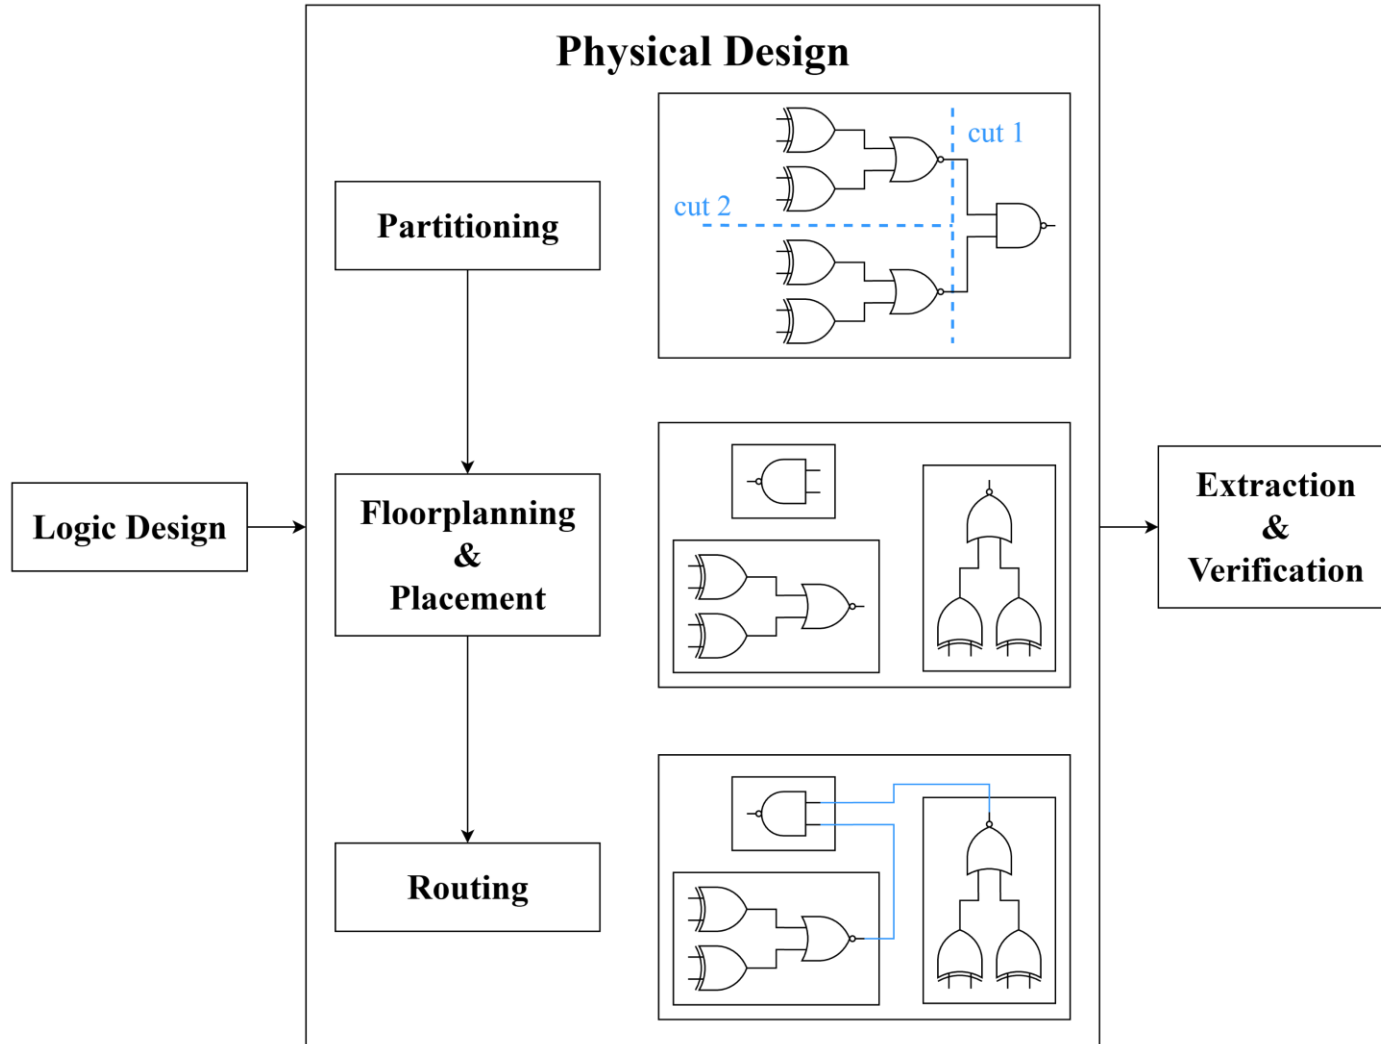 Physical Design
cut 1
cut 2
Partitioning
Logic Design
Floorplanning
&
Placement
Extraction
&
Verification
Routing